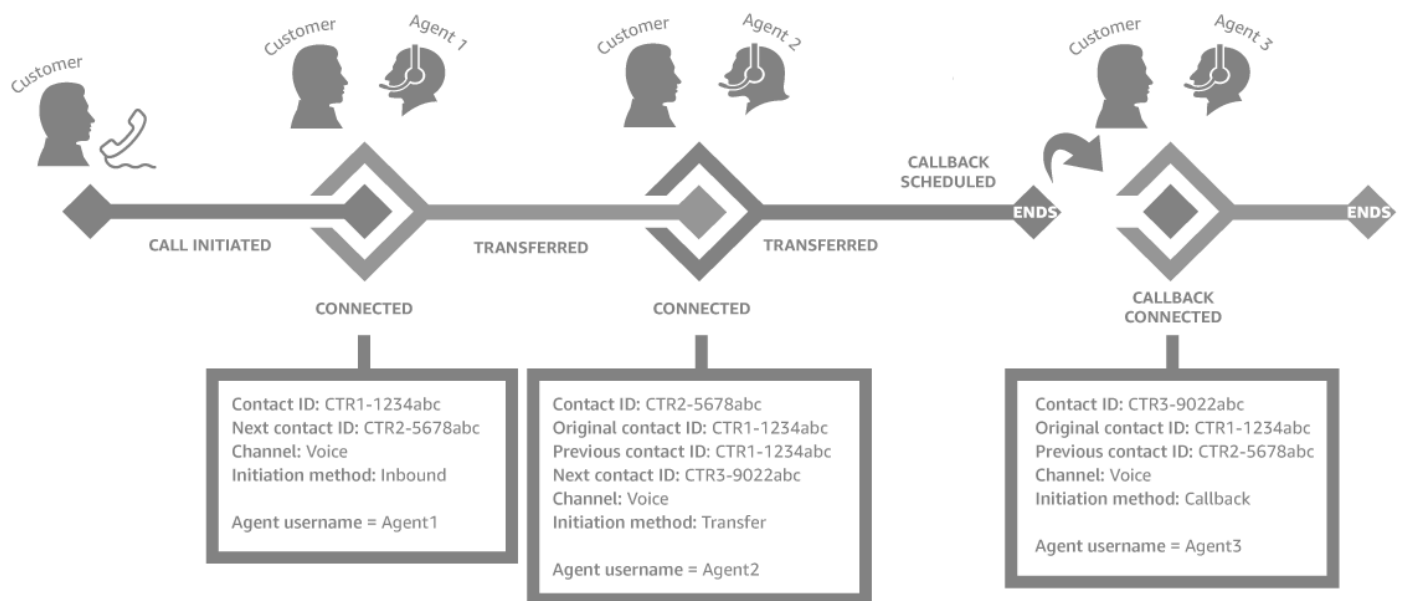 Customer
Customer
Agent 1
Customer
Agent 2
Customer
Agent 3
CALL INITIATED
TRANSFERRED
TRANSFERRED
CALLBACK
SCHEDULED
ENDS
ENDS
CONNECTED
CONNECTED
CALLBACK
CONNECTED
Contact ID: CTR1-1234abc
Next contact ID: CTR2-5678abc
Channel: Voice
Initiation method: Inbound
Agent username = Agent1
Contact ID: CTR2-5678abc
Original contact ID: CTR1-1234abc
Previous contact ID: CTR1-1234abc
Next contact ID: CTR3-9022abc
Channel: Voice
Initiation method: Transfer
Agent username = Agent2
Contact ID: CTR3-9022abc
Original contact ID: CTR1-1234abc
Previous contact ID: CTR2-5678abc
Channel: Voice
Initiation method: Callback
Agent username = Agent3